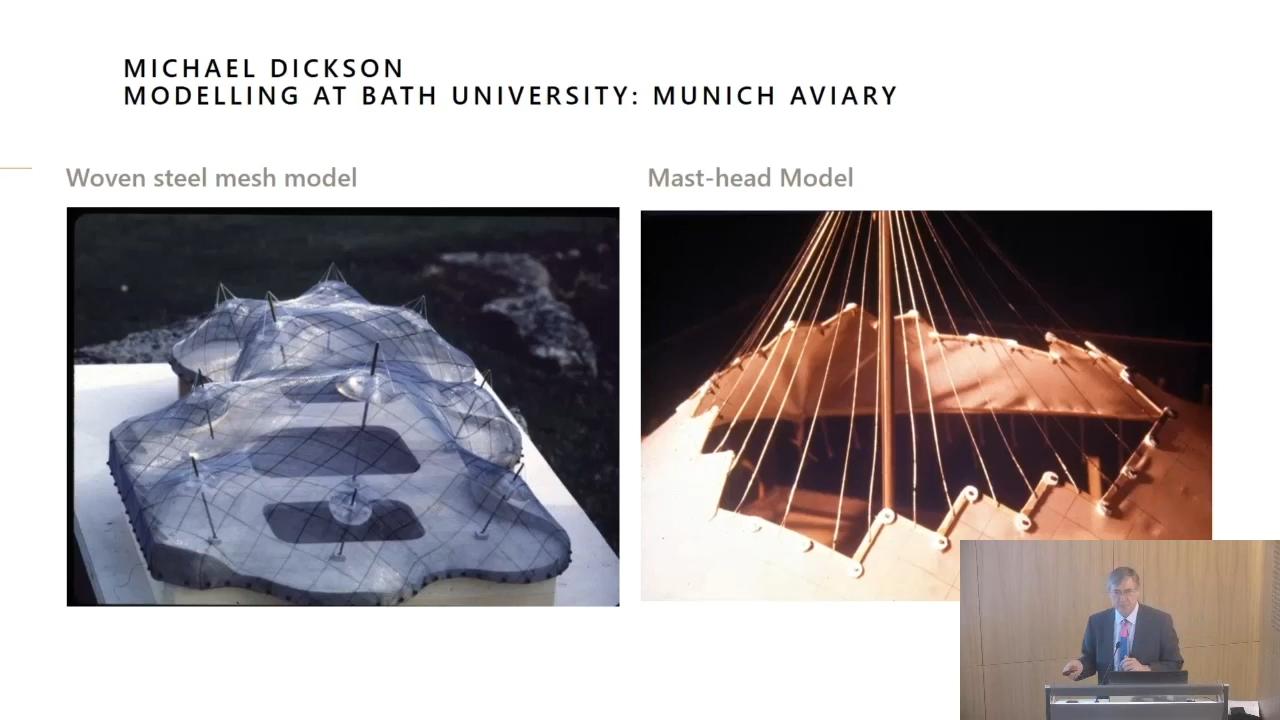 MICHAEL DICKSON
MODELLING AT BATH UNIVERSITY: MUNICH AVIARY
Woven steel mesh model
Mast-head Model